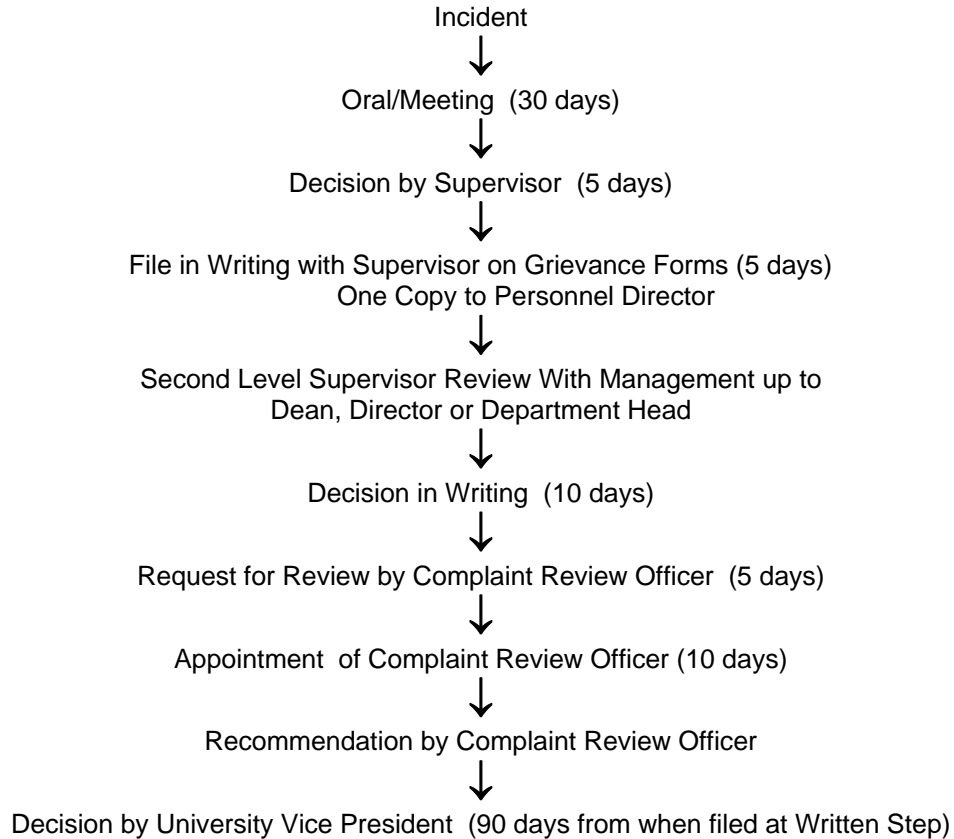 Incident
Oral/Meeting (30 days)
Decision by Supervisor (5 days)
File in Writing with Supervisor on Grievance Forms (5 days)
One Copy to Personnel Director
Second Level Supervisor Review With Management up to
Dean, Director or Department Head
Decision in Writing (10 days)
Request for Review by Complaint Review Officer (5 days)
Appointment of Complaint Review Officer (10 days)
Recommendation by Complaint Review Officer
Decision by University Vice President (90 days from when filed at Written Step)